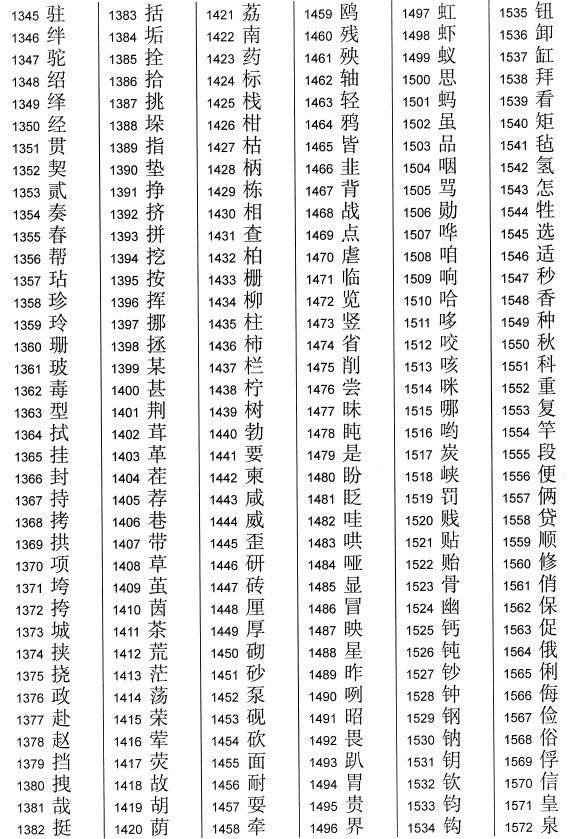 1345 驻
1346 绊
1347 驼
1348 绍
1349 绎
1350 经
1351 贯
1352 契
1353 贰
1354 奏
1355 春
1356 帮
1357 玷
1358 珍
1359 玲
1360 珊
1361 玻
1362 毒
1363 型
1364 拭
1365 挂
1366 封
1367 持
1368 拷
1369 拱
1370 项
1371 垮
1372 挎
1373 城
1374 挟
1375 挠
1376 政
1377 赴
1378 赵
1379 挡
1380 拽
1381 哉
1382 挺
1383 括
1384 垢
1385 拴
1386 拾
1387 挑
1388 垛
1389 指
1390 垫
1391 挣
1392 挤
1393 拼
1394 挖
1395 按
1396 挥
1397 挪
1398 拯
1399 某
1400 甚
1401 荆
1402 茸
1403 革
1404 茬
1405 荐
1406 巷
1407 带
1408 草
1409 茧
1410 茵
1411 茶
1412 荒
1413 茫
1414 荡
1415 荣
1416 荤
1417 荧
1418 故
1419 胡
1420 荫
1421 荔
1422 南
1423 药
1424 标
1425 栈
1426 柑
1427 枯
1428 柄
1429 栋
1430 相
1431 查
1432 柏
1433 栅
1434 柳
1435 柱
1436 柿
1437 栏
1438 柠
1439 树
1440 勃
1441 要
1442 柬
1443 咸
1444 威
1445 歪
1446 研
1447 砖
1448 厘
1449 厚
1450 砌
1451 砂
1452 泵
1453 砚
1454 砍
1455 面
1456 耐
1457 耍
1458 牵
1459 鸥
1460 残
1461 殃
1462 轴
1463 轻
1464 鸦
1465 皆
1466 韭
1467 背
1468 战
1469 点
1470 虐
1471 临
1472 览
1473 竖
1474 省
1475 削
1476 尝
1477 昧
1478 盹
1479 是
1480 盼
1481 眨
1482 哇
1483 哄
1484 哑
1485 显
1486 冒
1487 映
1488 星
1489 昨
1490 咧
1491 昭
1492 畏
1493 趴
1494 胃
1495 贵
1496 界
1497 虹
1498 虾
1499 蚁
1500 思
1501 蚂
1502 虽
1503 品
1504 咽
1505 骂
1506 勋
1507 哗
1508 咱
1509 响
1510 哈
1511 哆
1512 咬
1513 咳
1514 咪
1515 哪
1516 哟
1517 炭
1518 峡
1519 罚
1520 贱
1521 贴
1522 贻
1523 骨
1524 幽
1525 钙
1526 钝
1527 钞
1528 钟
1529 钢
1530 钠
1531 钥
1532 钦
1533 钧
1534 钩
1535 钮
1536 卸
1537 缸
1538 拜
1539 看
1540 矩
1541 毡
1542 氢
1543 怎
1544 牲
1545 选
1546 适
1547 秒
1548 香
1549 种
1550 秋
1551 科
1552 重
1553 复
1554 竿
1555 段
1556 便
1557 俩
1558 贷
1559 顺
1560 修
1561 俏
1562 保
1563 促
1564 俄
1565 俐
1566 侮
1567 俭
1568 俗
1569 俘
1570 信
1571 皇
1572 泉